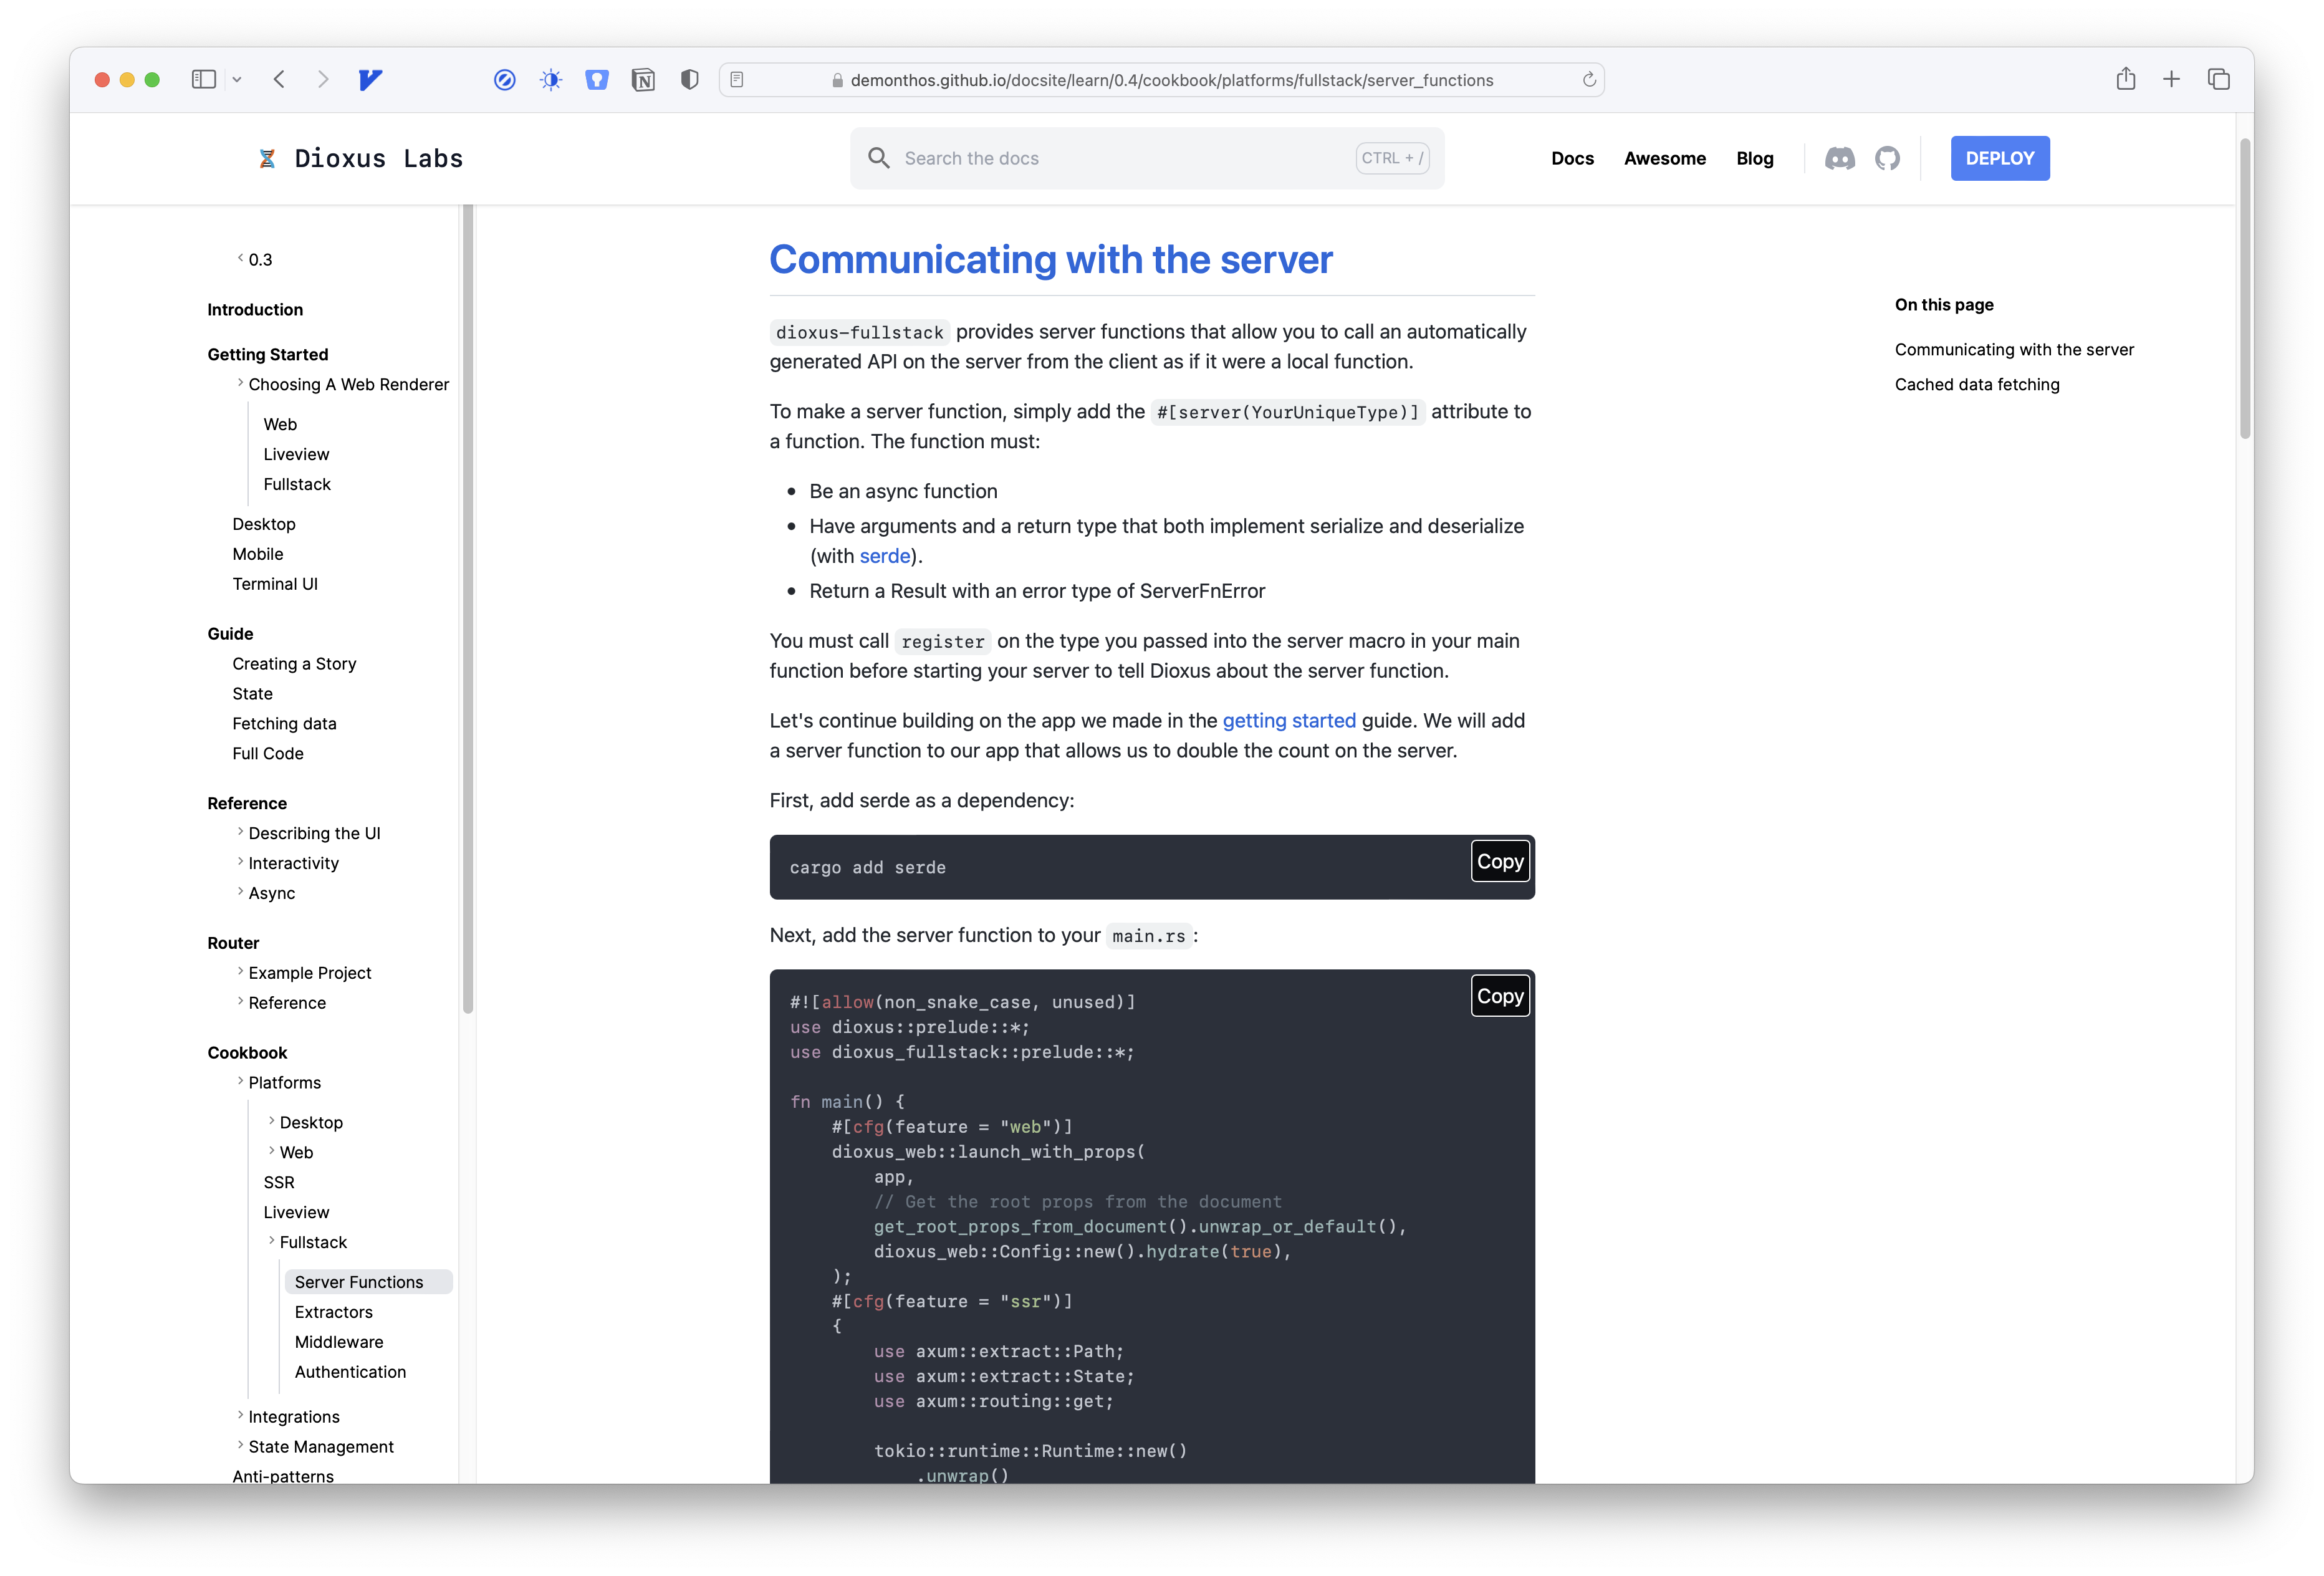 demonthos.github.io/docsite/learn/0.4/cookbook/platforms/fullstack/server_functions
Dioxus Labs
Search the docs
CTRL + /
Docs
Awesome
Blog
DEPLOY
0.3
Introduction
Getting Started
Choosing A Web Renderer
Web
Liveview
Fullstack
Desktop
Mobile
Terminal UI
Guide
Creating a Story
State
Fetching data
Full Code
Reference
Describing the UI
Interactivity
Async
Router
Example Project
Reference
Cookbook
Platforms
Desktop
Web
SSR
Liveview
Fullstack
Server Functions
Extractors
Middleware
Authentication
Integrations
State Management
Anti-patterns
Communicating with the server
dioxus-fullstack provides server functions that allow you to call an automatically
generated API on the server from the client as if it were a local function.
To make a server function, simply add the #[server(YourUniqueType)] attribute to
a function. The function must:
• Be an async function
• Have arguments and a return type that both implement serialize and deserialize
(with serde).
• Return a Result with an error type of ServerFnError
You must call register on the type you passed into the server macro in your main
function before starting your server to tell Dioxus about the server function.
Let's continue building on the app we made in the getting started guide. We will add
a server function to our app that allows us to double the count on the server.
First, add serde as a dependency:
cargo add serde
Copy
Next, add the server function to your main.rs:
Copy
#![allow(non_snake_case, unused)]
use dioxus::prelude::*;
use dioxus_fullstack::prelude::*;
fn main() {
#[cfg(feature = "web")]
dioxus_web::launch_with_props(
app,
// Get the root props from the document
get_root_props_from_document().unwrap_or_default(),
dioxus_web::Config::new().hydrate(true),
);
#[cfg(feature = "ssr")]
{
use axum::extract::Path;
use axum::extract::State;
use axum::routing::get;
tokio::runtime::Runtime::new()
.unwrap()
On this page
Communicating with the server
Cached data fetching